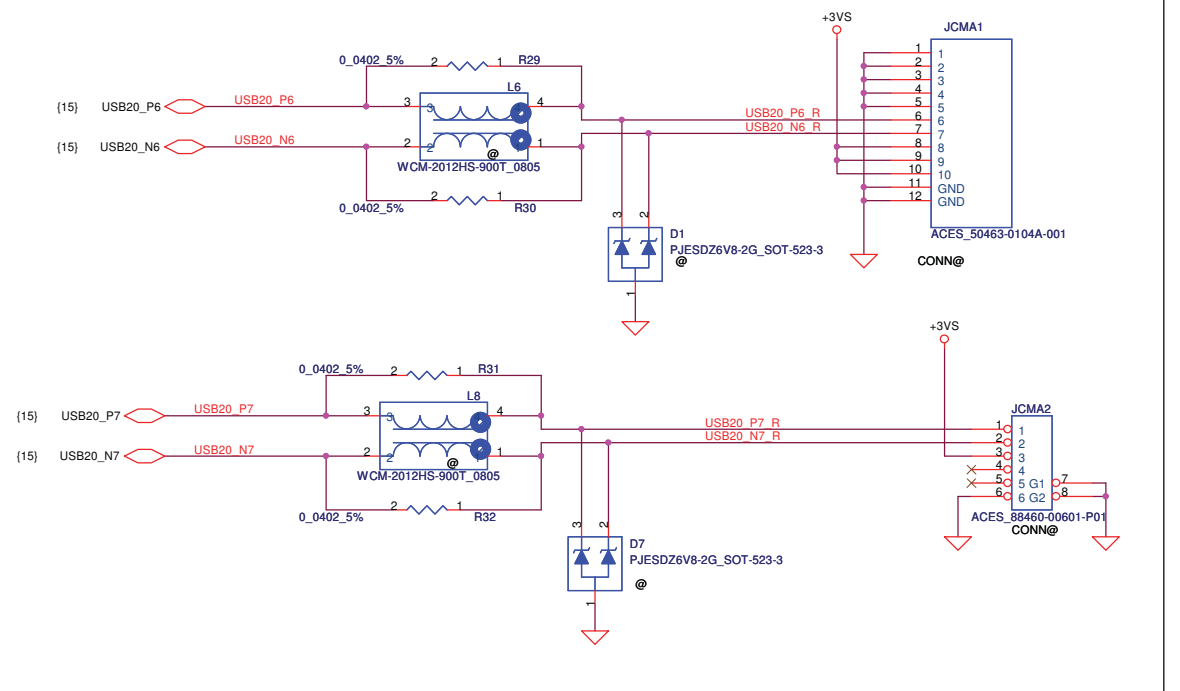 +3VS
JCMA1
0_0402_5% 2 1 R29
L6
{15} USB20_P6 USB20_P6 3 3 4
{15} USB20_N6 USB20_N6 2 2 1
@
WCM-2012HS-900T_0805
0_0402_5% 2 1 R30
USB20_P6_R
USB20_N6_R
1 1
2 2
3 3
4 4
5 5
6 6
7 7
8 8
9 9
10 10
11 GND
12 GND
ACES_50463-0104A-001
CONN@
3 2
D1
PJESDZ6V8-2G_SOT-523-3
@
1
+3VS
0_0402_5% 2 1 R31
L8
{15} USB20_P7 USB20_P7 3 3 4
{15} USB20_N7 USB20_N7 2 2 1
@
WCM-2012HS-900T_0805
0_0402_5% 2 1 R32
USB20_P7_R
USB20_N7_R
JCMA2
1 1
2 2
3 3
4 4
5 5 G1 7
6 6 G2 8
ACES_88460-00601-P01
CONN@
3 2
D7
PJESDZ6V8-2G_SOT-523-3
@
1